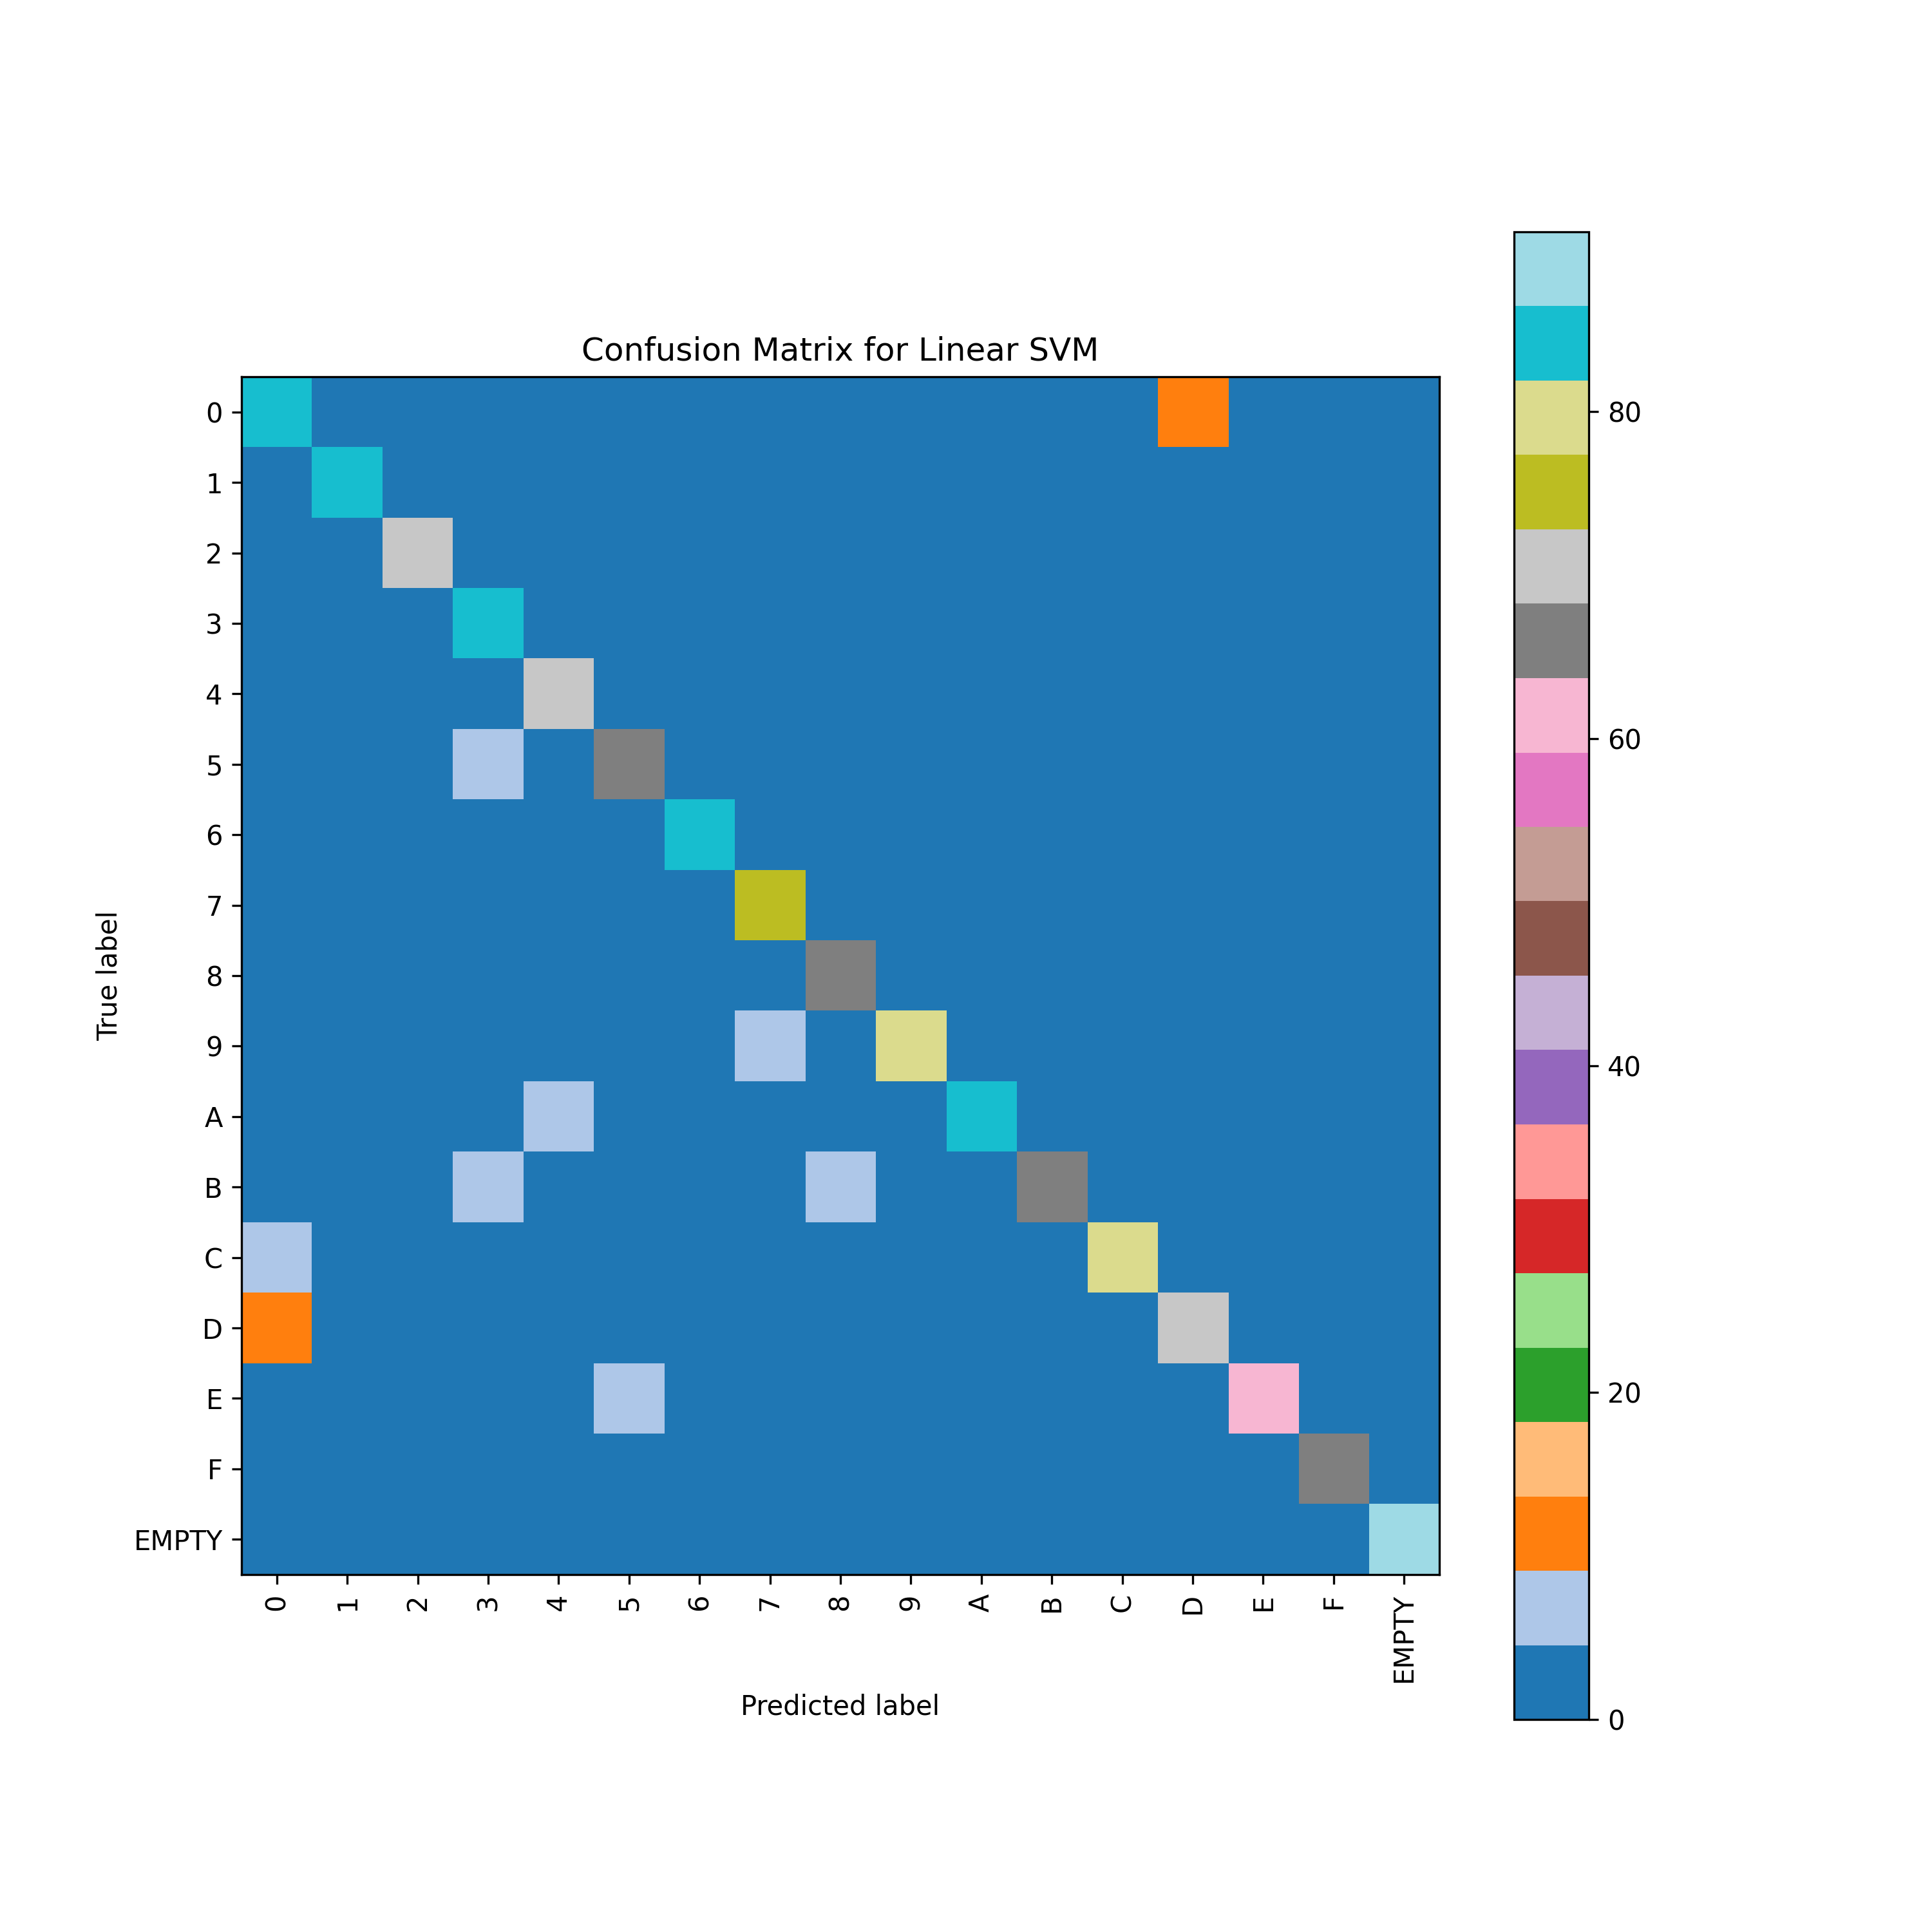 Confusion Matrix for Linear SVM
True label
0
1
2
3
4
5
6
7
8
9
A
B
C
D
E
F
EMPTY
0 1 2 3 4 5 6 7 8 9 A B C D E F EMPTY
Predicted label
80
60
40
20
0